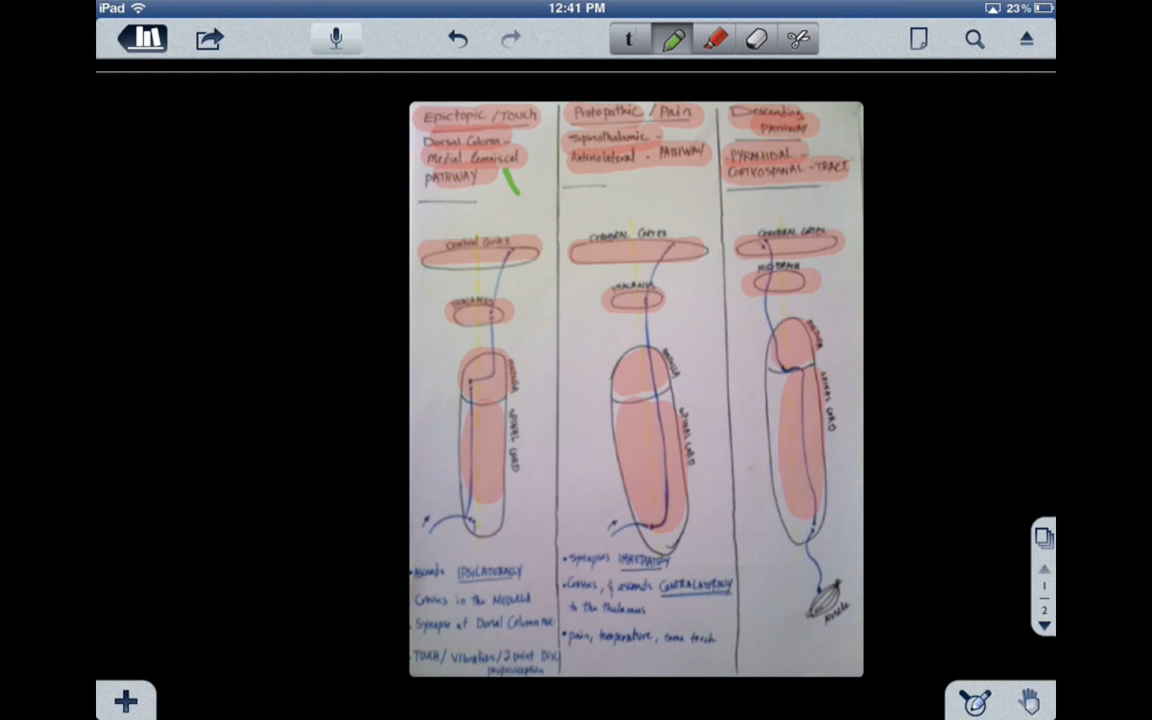 iPad
12:41 PM
23%
t
Epictopic / Touch
Dorsal Column -
Medial Lemniscal
PATHWAY
Protopathic / Pain
Spinothalamic -
Anterolateral - PATHWAY
Descending
PATHWAY
- PYRAMIDAL -
CORTICOSPINAL - TRACT
Cerebral Cortex
THALAMUS
MEDULLA
SPINAL CORD
CEREBRAL CORTEX
THALAMUS
MEDULLA
SPINAL CORD
CEREBRAL CORTEX
MIDBRAIN
MEDULLA
SPINAL CORD
Muscle
• Ascends IPSILATERALLY
Crosses in the MEDULLA
• Synapse at Dorsal Column Nuc.
• TOUCH / Vibration / 2 point Disc
proprioception
• Synapses IMMEDIATELY
• Crosses, & ascends CONTRALATERALLY
to the thalamus
• pain, temperature, some touch
1
2